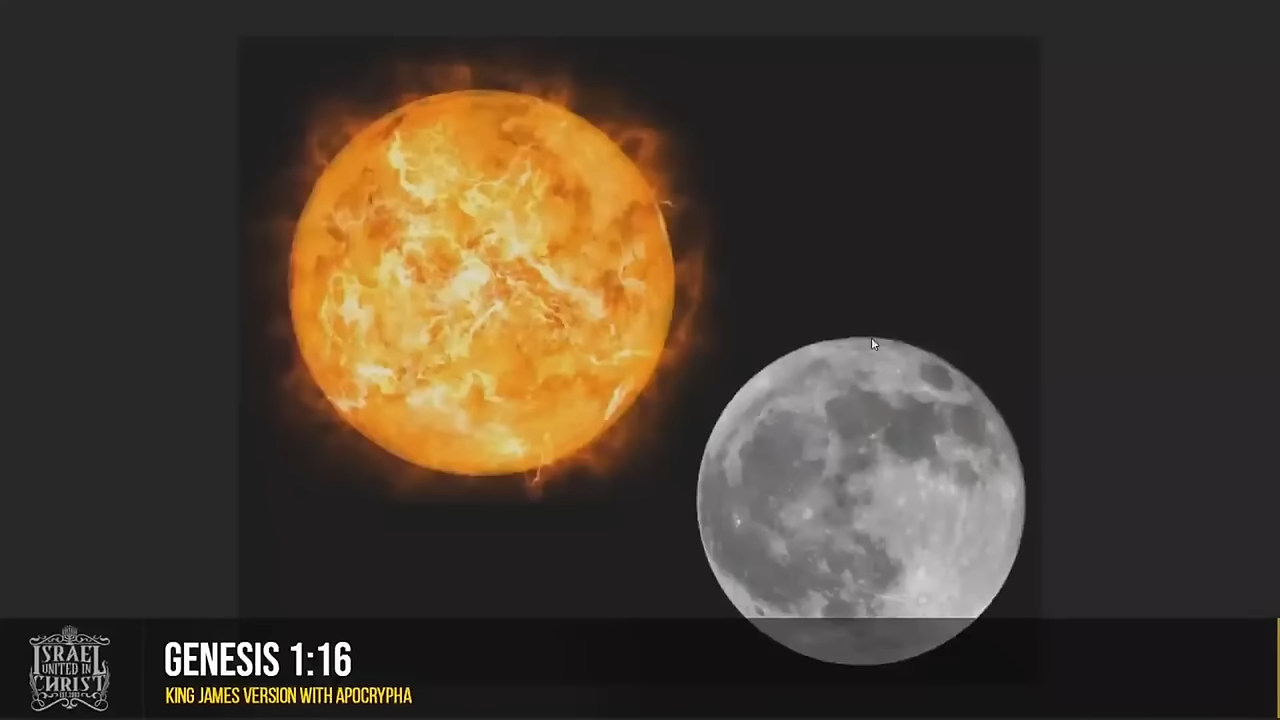 GENESIS 1:16
KING JAMES VERSION WITH APOCRYPHA
ISRAEL
UNITED IN
CHRIST